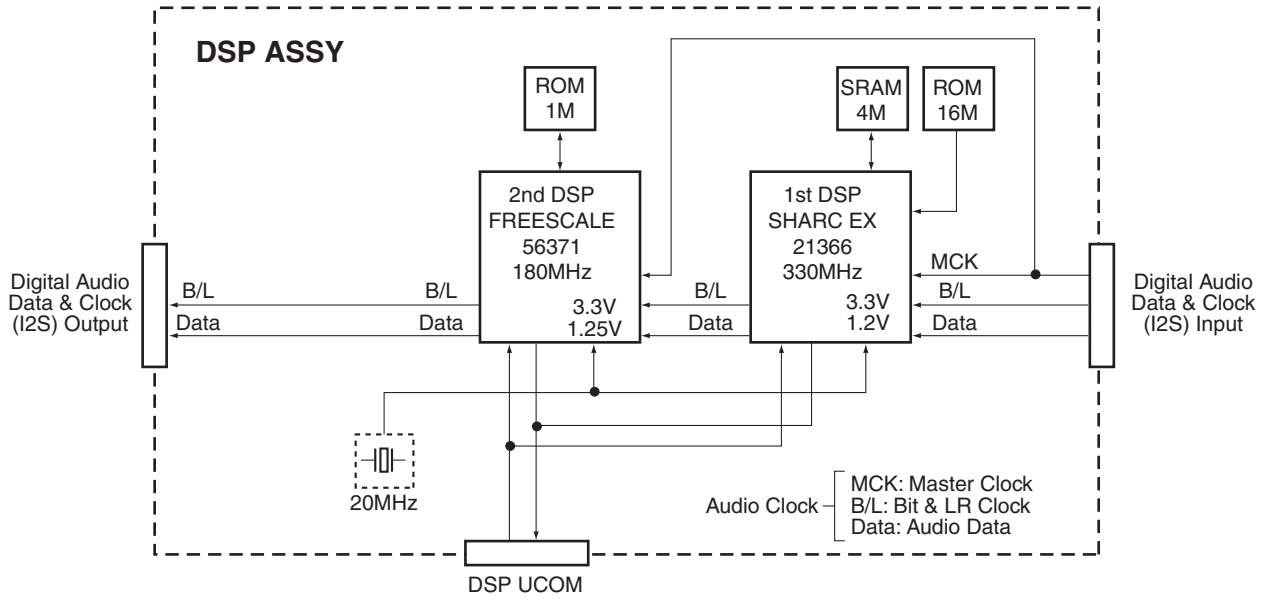 DSP ASSY
ROM
1M
SRAM
4M
ROM
16M
2nd DSP
FREESCALE
56371
180MHz
3.3V
1.25V
1st DSP
SHARC EX
21366
330MHz
3.3V
1.2V
MCK
B/L
Data
B/L
Data
B/L
Data
B/L
Data
Digital Audio
Data & Clock
(I2S) Output
Digital Audio
Data & Clock
(I2S) Input
20MHz
Audio Clock
MCK: Master Clock
B/L: Bit & LR Clock
Data: Audio Data
DSP UCOM